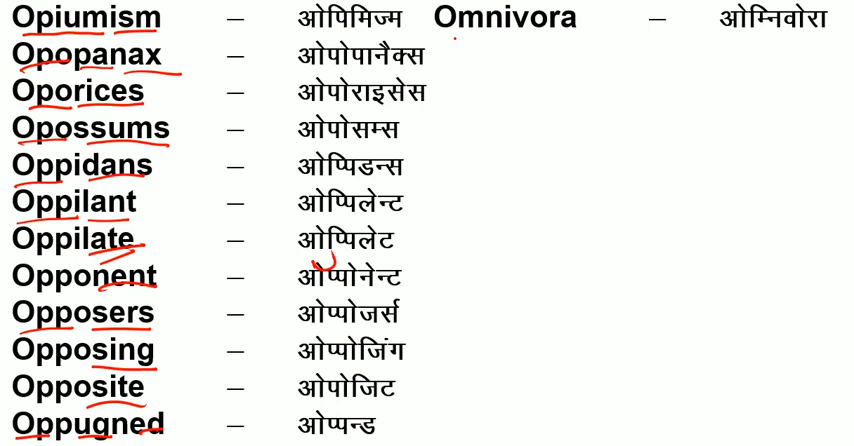 Opiumism – ओपिमिज्म Omnivora – ओम्निवोरा
Opopanax – ओपोपानैक्स
Oporices – ओपोराइसेस
Opossums – ओपोसम्स
Oppidans – ओप्पिडन्स
Oppilant – ओप्पिलेन्ट
Oppilate – ओप्पिलेट
Opponent – ओप्पोनेन्ट
Opposers – ओप्पोजर्स
Opposing – ओप्पोजिंग
Opposite – ओपोजिट
Oppugned – ओप्पन्ड